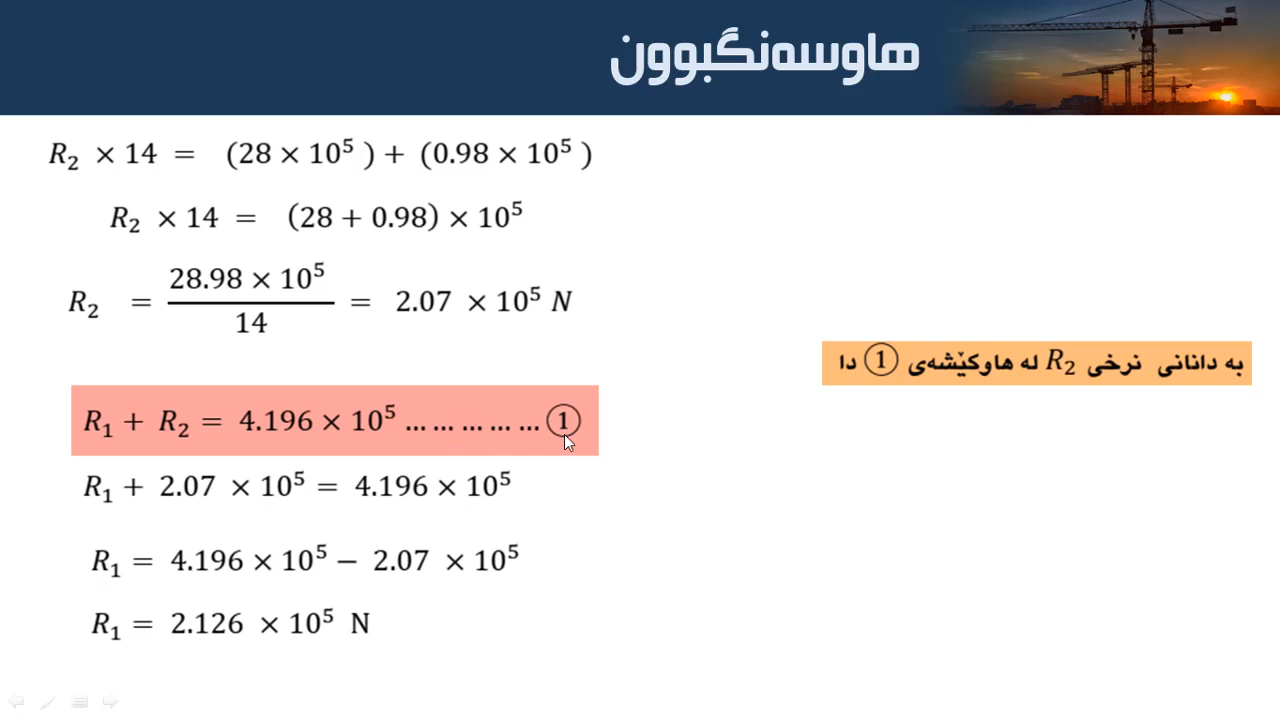 هاوسەنگبوون
R₂ × 14 = (28 × 10⁵ ) + (0.98 × 10⁵ )
R₂ × 14 = (28 + 0.98) × 10⁵
R₂ = 28.98 × 10⁵ / 14 = 2.07 × 10⁵ N
بە دانانی نرخی R₂ لە هاوکێشەی ① دا
R₁ + R₂ = 4.196 × 10⁵ … … … … … ①
R₁ + 2.07 × 10⁵ = 4.196 × 10⁵
R₁ = 4.196 × 10⁵ − 2.07 × 10⁵
R₁ = 2.126 × 10⁵ N